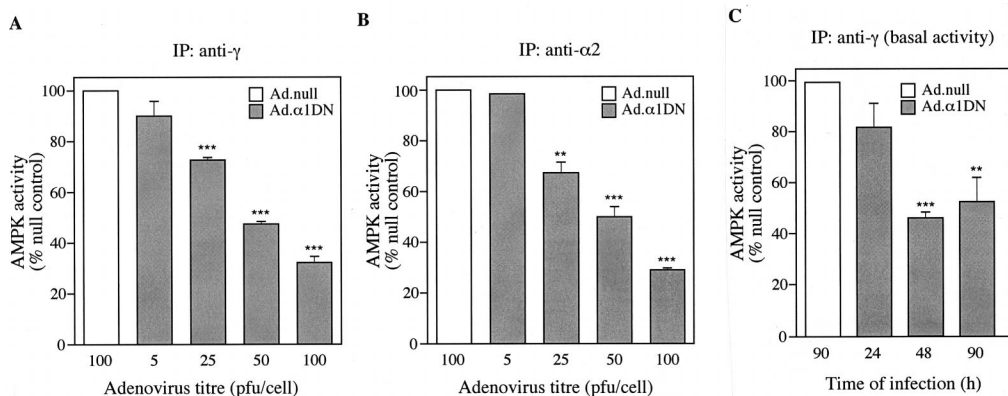 A
IP: anti-γ
AMPK activity
(% null control)
100
80
60
40
20
0
Ad.null
Ad.α1DN
***
***
***
100 5 25 50 100
Adenovirus titre (pfu/cell)
B
IP: anti-α2
AMPK activity
(% null control)
100
80
60
40
20
0
Ad.null
Ad.α1DN
**
***
***
100 5 25 50 100
Adenovirus titre (pfu/cell)
C
IP: anti-γ (basal activity)
AMPK activity
(% null control)
100
80
60
40
20
0
Ad.null
Ad.α1DN
***
**
90 24 48 90
Time of infection (h)